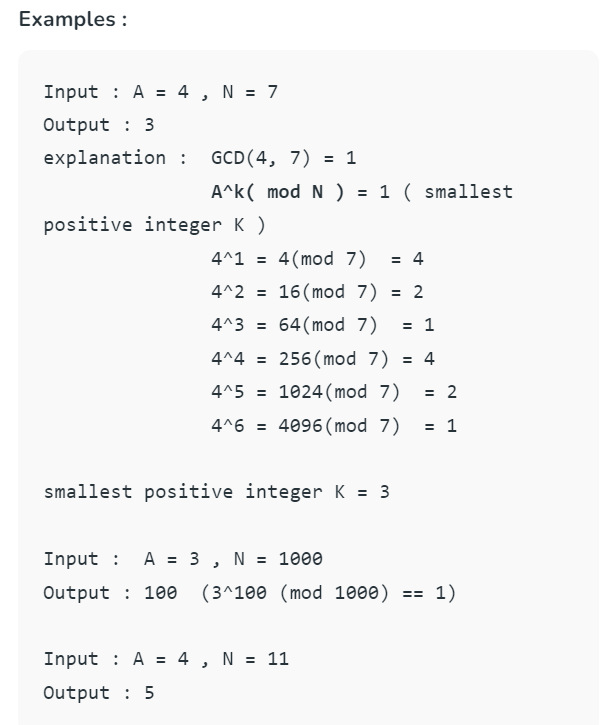 Examples :
Input : A = 4 , N = 7
Output : 3
explanation :  GCD(4, 7) = 1
A^k( mod N ) = 1 ( smallest
positive integer K )
4^1 = 4(mod 7)  = 4
4^2 = 16(mod 7) = 2
4^3 = 64(mod 7)  = 1
4^4 = 256(mod 7) = 4
4^5 = 1024(mod 7)  = 2
4^6 = 4096(mod 7)  = 1
smallest positive integer K = 3
Input :  A = 3 , N = 1000
Output : 100  (3^100 (mod 1000) == 1)
Input : A = 4 , N = 11
Output : 5